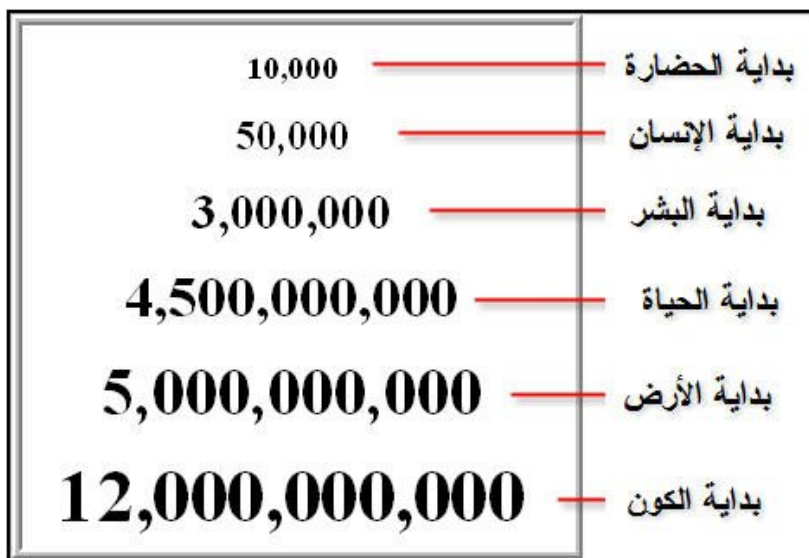 10,000 بداية الحضارة
50,000 بداية الإنسان
3,000,000 بداية البشر
4,500,000,000 بداية الحياة
5,000,000,000 بداية الأرض
12,000,000,000 بداية الكون